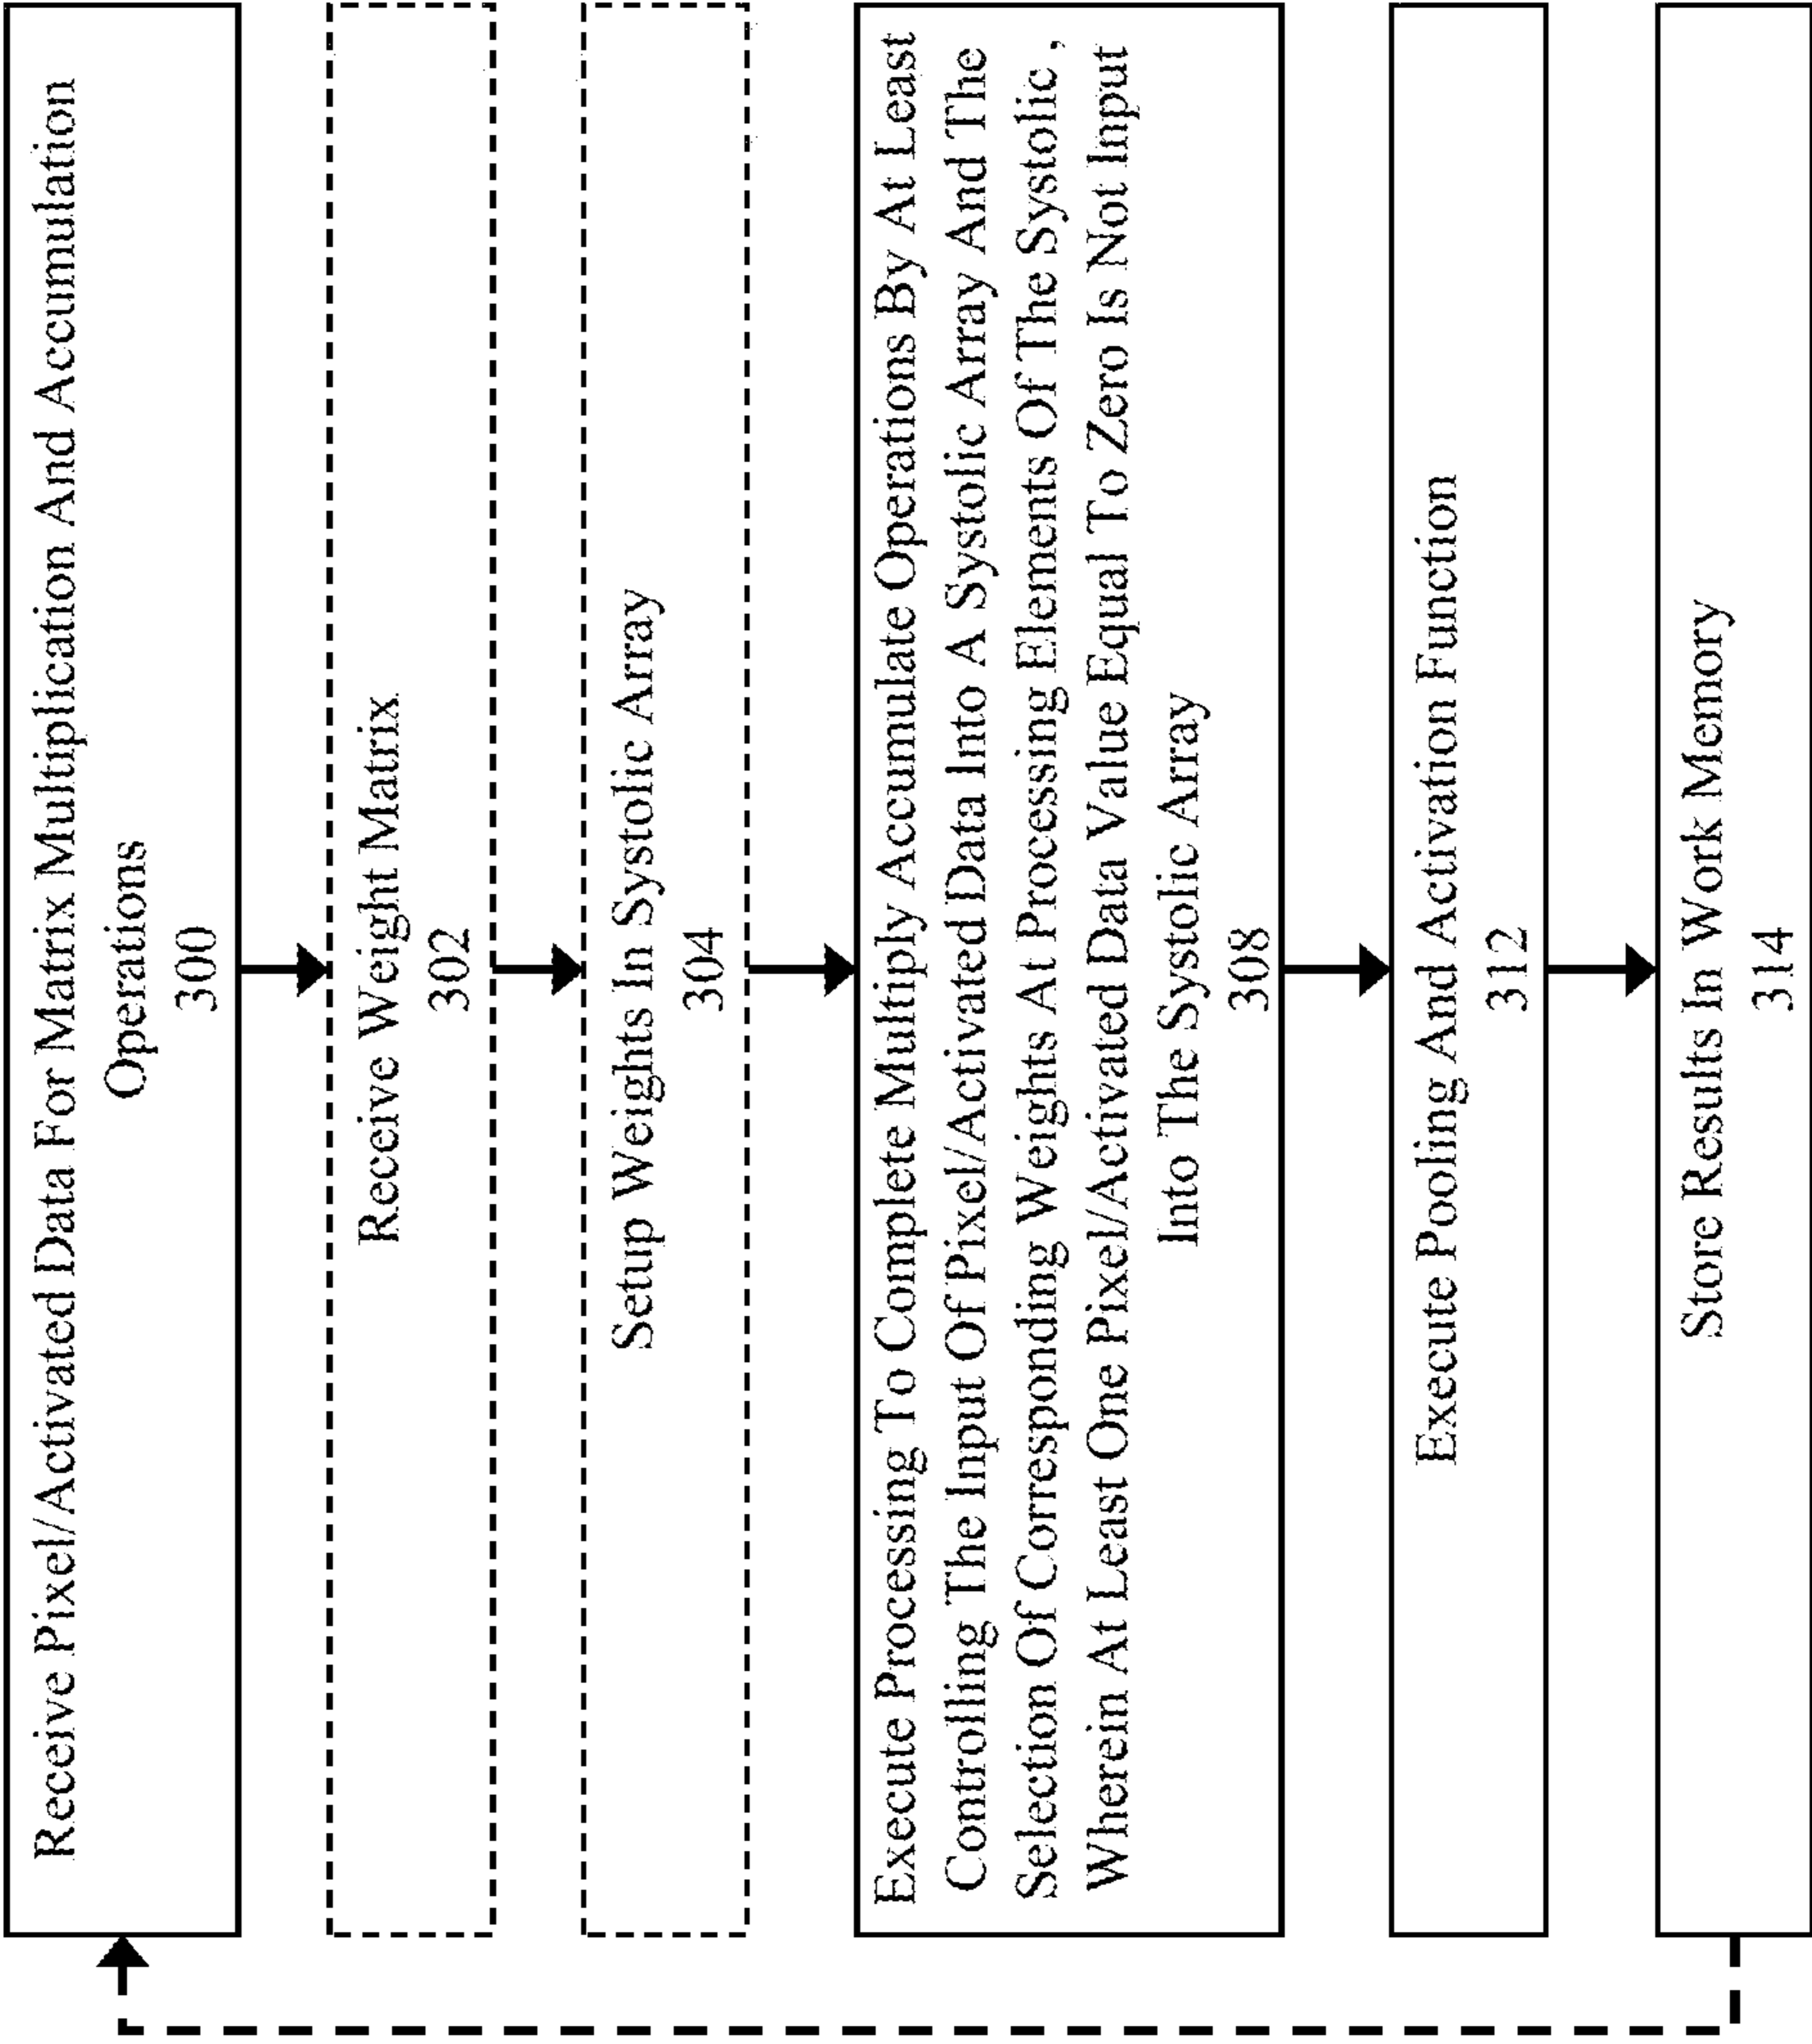 Receive Pixel/Activated Data For Matrix Multiplication And Accumulation
Operations
300
Receive Weight Matrix
302
Setup Weights In Systolic Array
304
Execute Processing To Complete Multiply Accumulate Operations By At Least
Controlling The Input Of Pixel/Activated Data Into A Systolic Array And The
Selection Of Corresponding Weights At Processing Elements Of The Systolic ,
Wherein At Least One Pixel/Activated Data Value Equal To Zero Is Not Input
Into The Systolic Array
308
Execute Pooling And Activation Function
312
Store Results In Work Memory
314